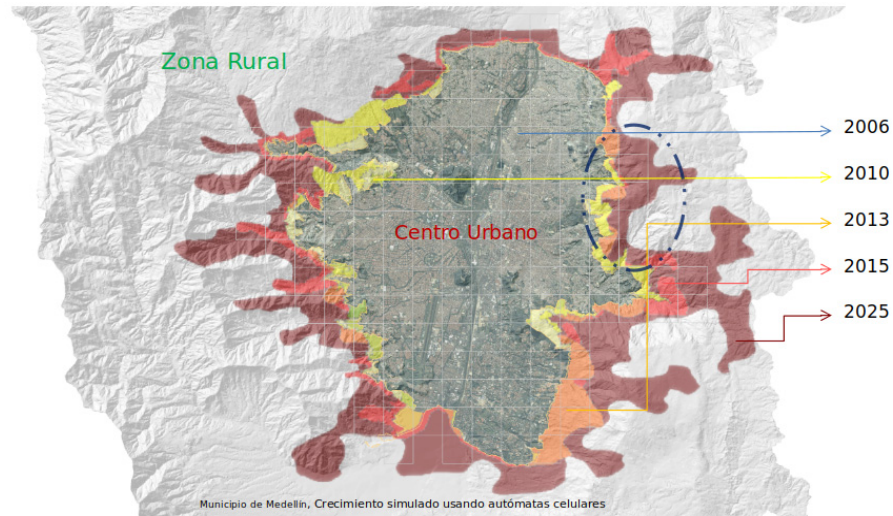 Zona Rural
2006
2010
2013
Centro Urbano
2015
2025
Municipio de Medellín, Crecimiento simulado usando autómatas celulares